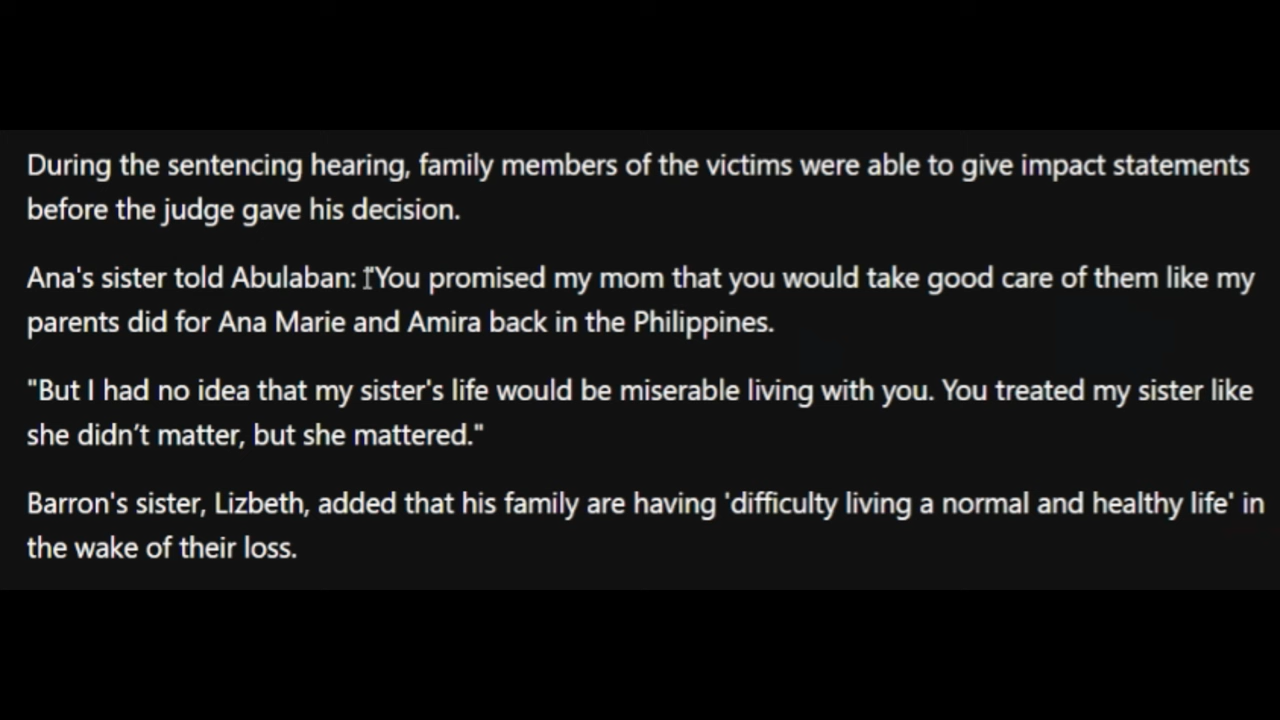 During the sentencing hearing, family members of the victims were able to give impact statements
before the judge gave his decision.
Ana's sister told Abulaban: "You promised my mom that you would take good care of them like my
parents did for Ana Marie and Amira back in the Philippines.
"But I had no idea that my sister's life would be miserable living with you. You treated my sister like
she didn’t matter, but she mattered."
Barron's sister, Lizbeth, added that his family are having 'difficulty living a normal and healthy life' in
the wake of their loss.